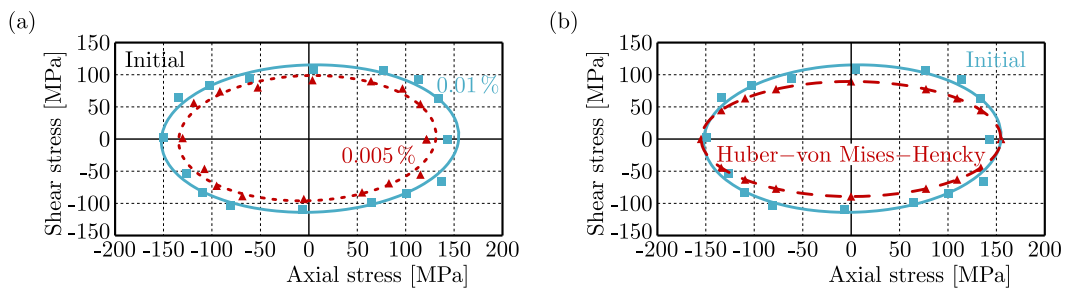 (a)
Shear stress [MPa]
150
100
50
0
-50
-100
-150
Initial
0.01%
0.005%
-200 -150 -100 -50 0 50 100 150 200
Axial stress [MPa]
(b)
Shear stress [MPa]
150
100
50
0
-50
-100
-150
Initial
Huber-von Mises-Hencky
-200 -150 -100 -50 0 50 100 150 200
Axial stress [MPa]